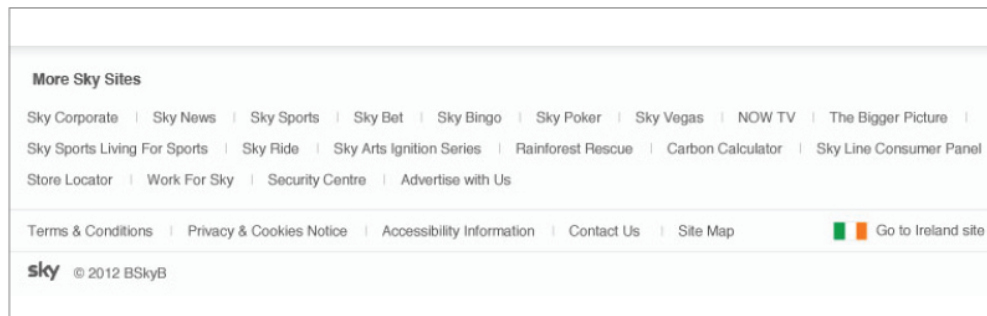 More Sky Sites
Sky Corporate | Sky News | Sky Sports | Sky Bet | Sky Bingo | Sky Poker | Sky Vegas | NOW TV | The Bigger Picture |
Sky Sports Living For Sports | Sky Ride | Sky Arts Ignition Series | Rainforest Rescue | Carbon Calculator | Sky Line Consumer Panel
Store Locator | Work For Sky | Security Centre | Advertise with Us
Terms & Conditions | Privacy & Cookies Notice | Accessibility Information | Contact Us | Site Map Go to Ireland site
sky © 2012 BSkyB